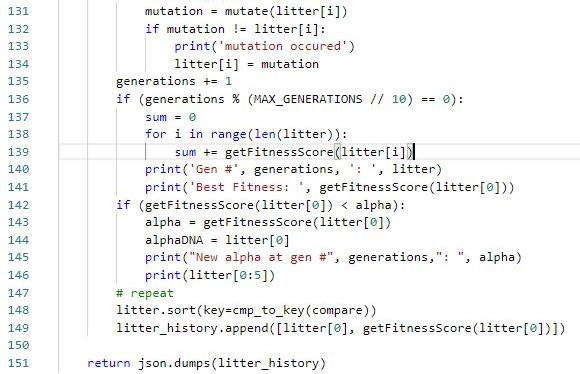 131 mutation = mutate(litter[i])
132 if mutation != litter[i]:
133 print('mutation occured')
134 litter[i] = mutation
135 generations += 1
136 if (generations % (MAX_GENERATIONS // 10) == 0):
137 sum = 0
138 for i in range(len(litter)):
139 sum += getFitnessScore(litter[i])
140 print('Gen #', generations, ': ', litter)
141 print('Best Fitness: ', getFitnessScore(litter[0]))
142 if (getFitnessScore(litter[0]) < alpha):
143 alpha = getFitnessScore(litter[0])
144 alphaDNA = litter[0]
145 print("New alpha at gen #", generations,": ", alpha)
146 print(litter[0:5])
147 # repeat
148 litter.sort(key=cmp_to_key(compare))
149 litter_history.append([litter[0], getFitnessScore(litter[0])])
150
151 return json.dumps(litter_history)